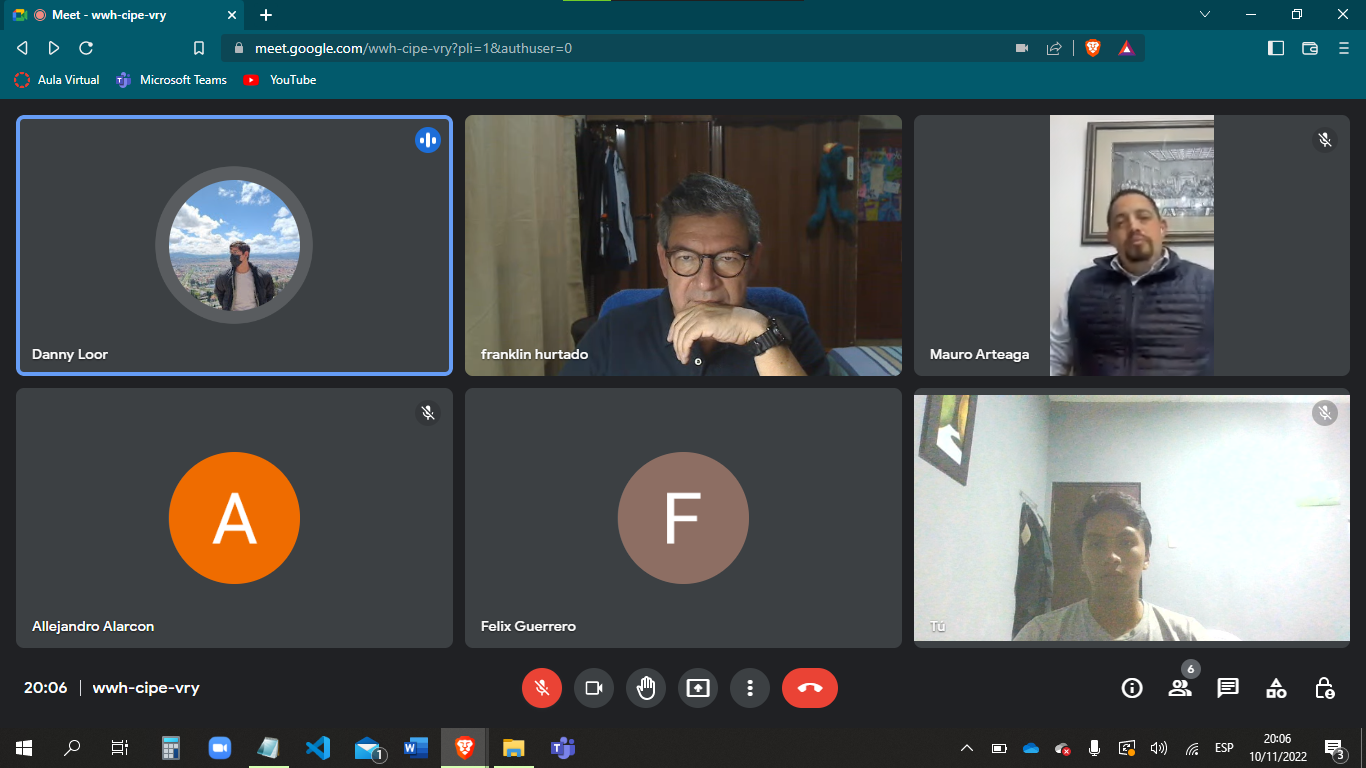 Meet - wwh-cipe-vry
meet.google.com/wwh-cipe-vry?pli=1&authuser=0
Aula Virtual
Microsoft Teams
YouTube
Danny Loor
franklin hurtado
Mauro Arteaga
A
F
Allejandro Alarcon
Felix Guerrero
Tú
20:06 | wwh-cipe-vry
6
1
W
ESP
20:06
10/11/2022
3